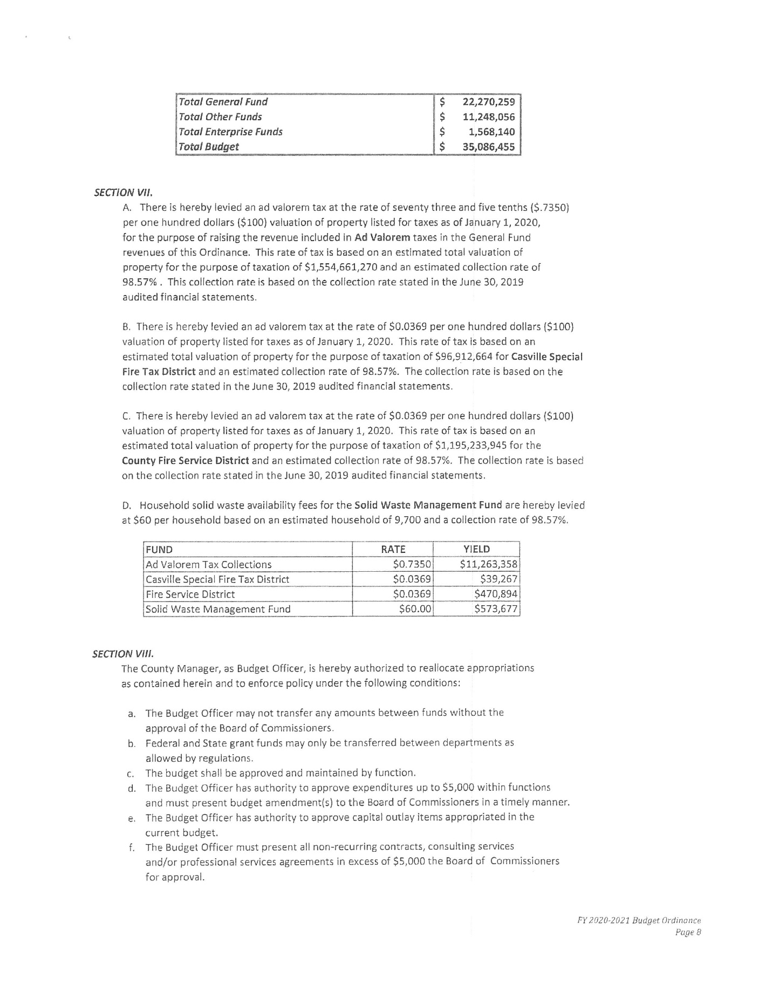 Total General Fund $ 22,270,259
Total Other Funds $ 11,248,056
Total Enterprise Funds $ 1,568,140
Total Budget $ 35,086,455
SECTION VII.
A. There is hereby levied an ad valorem tax at the rate of seventy three and five tenths ($.7350)
per one hundred dollars ($100) valuation of property listed for taxes as of January 1, 2020,
for the purpose of raising the revenue included in Ad Valorem taxes in the General Fund
revenues of this Ordinance. This rate of tax is based on an estimated total valuation of
property for the purpose of taxation of $1,554,661,270 and an estimated collection rate of
98.57% . This collection rate is based on the collection rate stated in the June 30, 2019
audited financial statements.
B. There is hereby levied an ad valorem tax at the rate of $0.0369 per one hundred dollars ($100)
valuation of property listed for taxes as of January 1, 2020. This rate of tax is based on an
estimated total valuation of property for the purpose of taxation of $96,912,664 for Casville Special
Fire Tax District and an estimated collection rate of 98.57%. The collection rate is based on the
collection rate stated in the June 30, 2019 audited financial statements.
C. There is hereby levied an ad valorem tax at the rate of $0.0369 per one hundred dollars ($100)
valuation of property listed for taxes as of January 1, 2020. This rate of tax is based on an
estimated total valuation of property for the purpose of taxation of $1,195,233,945 for the
County Fire Service District and an estimated collection rate of 98.57%. The collection rate is based
on the collection rate stated in the June 30, 2019 audited financial statements.
D. Household solid waste availability fees for the Solid Waste Management Fund are hereby levied
at $60 per household based on an estimated household of 9,700 and a collection rate of 98.57%.
FUND RATE YIELD
Ad Valorem Tax Collections $0.7350 $11,263,358
Casville Special Fire Tax District $0.0369 $39,267
Fire Service District $0.0369 $470,894
Solid Waste Management Fund $60.00 $573,677
SECTION VIII.
The County Manager, as Budget Officer, is hereby authorized to reallocate appropriations
as contained herein and to enforce policy under the following conditions:
a. The Budget Officer may not transfer any amounts between funds without the
approval of the Board of Commissioners.
b. Federal and State grant funds may only be transferred between departments as
allowed by regulations.
c. The budget shall be approved and maintained by function.
d. The Budget Officer has authority to approve expenditures up to $5,000 within functions
and must present budget amendment(s) to the Board of Commissioners in a timely manner.
e. The Budget Officer has authority to approve capital outlay items appropriated in the
current budget.
f. The Budget Officer must present all non-recurring contracts, consulting services
and/or professional services agreements in excess of $5,000 the Board of Commissioners
for approval.
FY 2020-2021 Budget Ordinance
Page 8